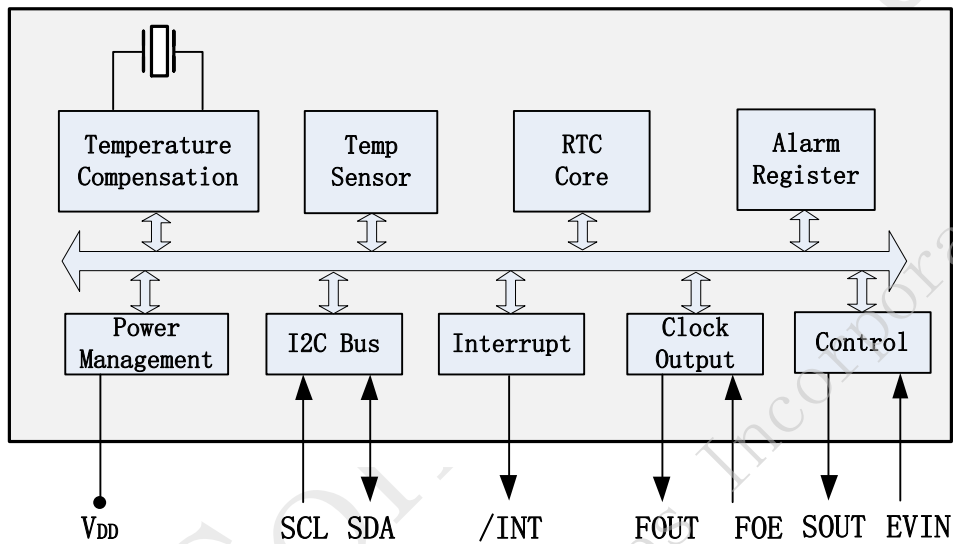 Temperature
Compensation
Temp
Sensor
RTC
Core
Alarm
Register
Power
Management
I2C Bus
Interrupt
Clock
Output
Control
VDD
SCL
SDA
/INT
FOUT
FOE
SOUT
EVIN
Incorpora